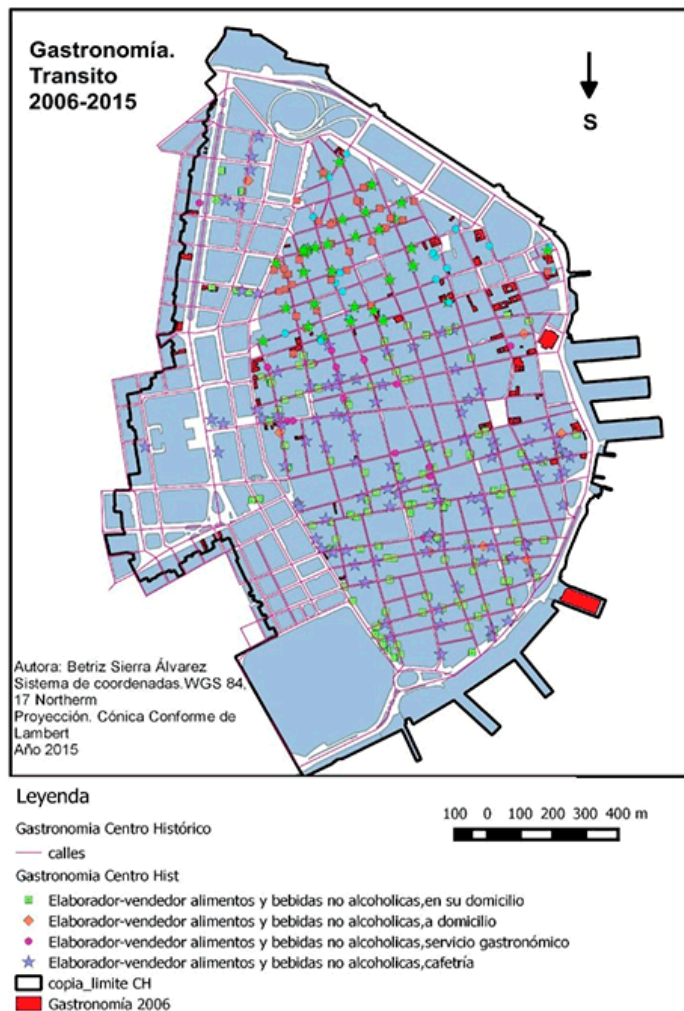 Gastronomía.
Transito
2006-2015
S
Autora: Betriz Sierra Álvarez
Sistema de coordenadas.WGS 84,
17 Northerm
Proyección. Cónica Conforme de
Lambert
Año 2015
Leyenda
Gastronomia Centro Histórico
calles
Gastronomia Centro Hist
Elaborador-vendedor alimentos y bebidas no alcoholicas,en su domicilio
Elaborador-vendedor alimentos y bebidas no alcoholicas,a domicilio
Elaborador-vendedor alimentos y bebidas no alcoholicas,servicio gastronómico
Elaborador-vendedor alimentos y bebidas no alcoholicas,cafetría
copia_limite CH
Gastronomía 2006
100 0 100 200 300 400 m